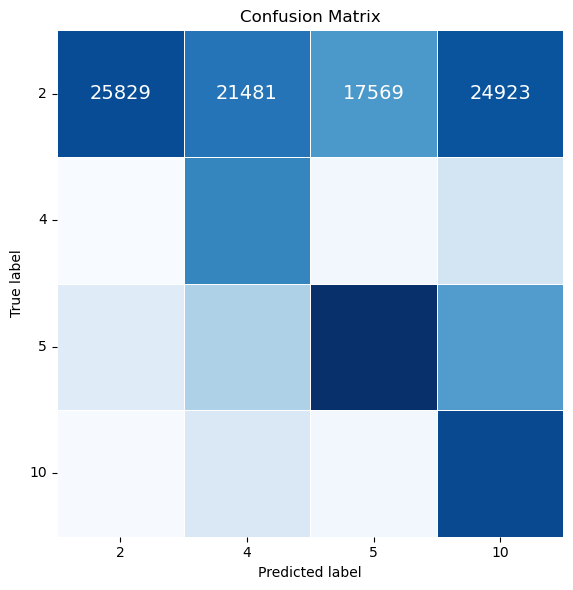 Confusion Matrix
True label
2 25829 21481 17569 24923
4
5
10
2 4 5 10
Predicted label